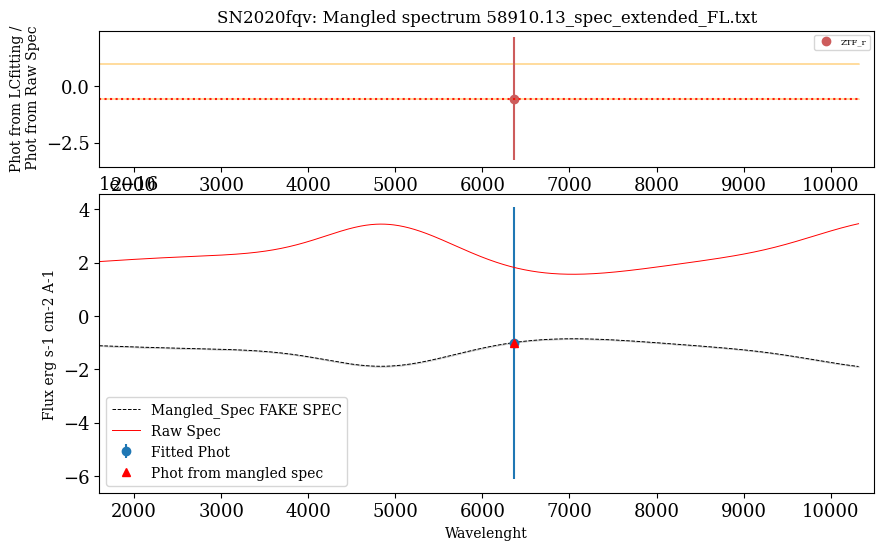 SN2020fqv: Mangled spectrum 58910.13_spec_extended_FL.txt
Phot from LCfitting /
Phot from Raw Spec
0.0
−2.5
ZTF_r
2000 3000 4000 5000 6000 7000 8000 9000 10000
1e−16
Flux erg s-1 cm-2 A-1
4
2
0
−2
−4
−6
Mangled_Spec FAKE SPEC
Raw Spec
Fitted Phot
Phot from mangled spec
2000 3000 4000 5000 6000 7000 8000 9000 10000
Wavelenght